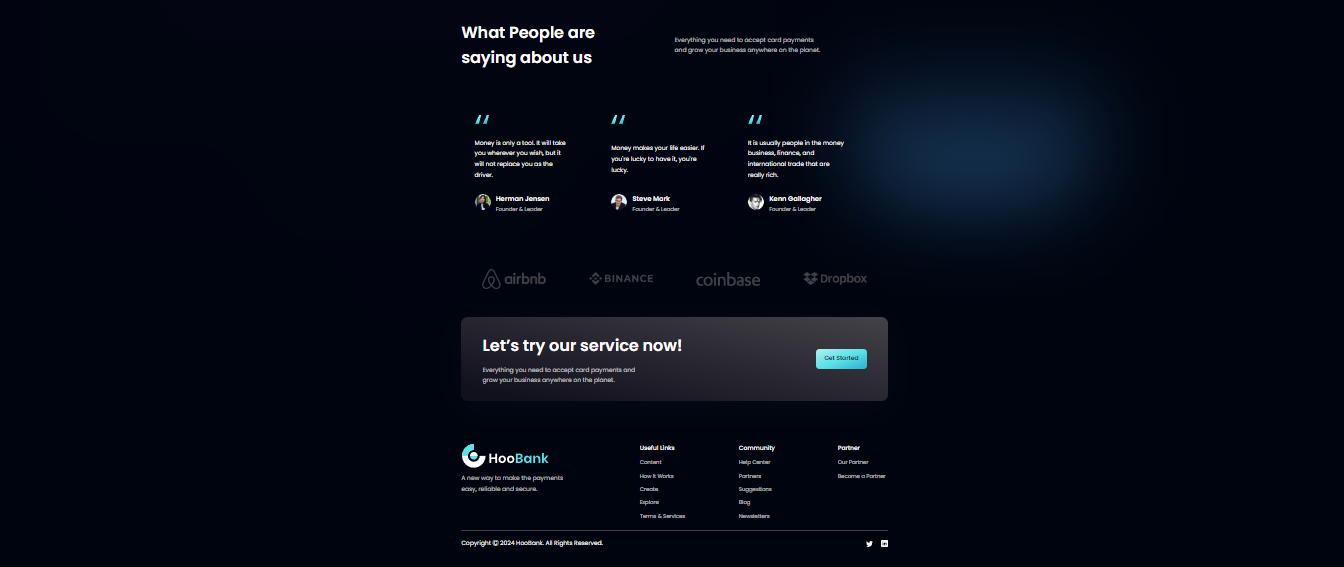 What People are
saying about us
Everything you need to accept card payments
and grow your business anywhere on the planet.
Money is only a tool. It will take
you wherever you wish, but it
will not replace you as the
driver.
Herman Jensen
Founder & Leader
Money makes your life easier. If
you're lucky to have it, you're
lucky.
Steve Mark
Founder & Leader
It is usually people in the money
business, finance, and
international trade that are
really rich.
Kenn Gallagher
Founder & Leader
airbnb
BINANCE
coinbase
Dropbox
Let's try our service now!
Everything you need to accept card payments and
grow your business anywhere on the planet.
Get Started
HooBank
A new way to make the payments
easy, reliable and secure.
Useful Links
Content
How it Works
Create
Explore
Terms & Services
Community
Help Center
Partners
Suggestions
Blog
Newsletters
Partner
Our Partner
Become a Partner
Copyright Ⓒ 2024 HooBank. All Rights Reserved.